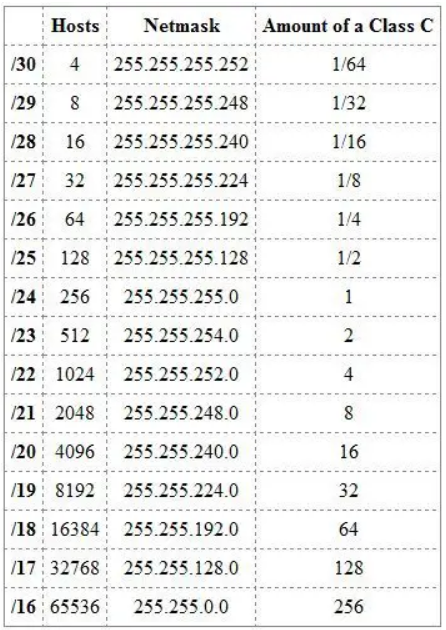 Hosts Netmask Amount of a Class C
/30 4 255.255.255.252 1/64
/29 8 255.255.255.248 1/32
/28 16 255.255.255.240 1/16
/27 32 255.255.255.224 1/8
/26 64 255.255.255.192 1/4
/25 128 255.255.255.128 1/2
/24 256 255.255.255.0 1
/23 512 255.255.254.0 2
/22 1024 255.255.252.0 4
/21 2048 255.255.248.0 8
/20 4096 255.255.240.0 16
/19 8192 255.255.224.0 32
/18 16384 255.255.192.0 64
/17 32768 255.255.128.0 128
/16 65536 255.255.0.0 256